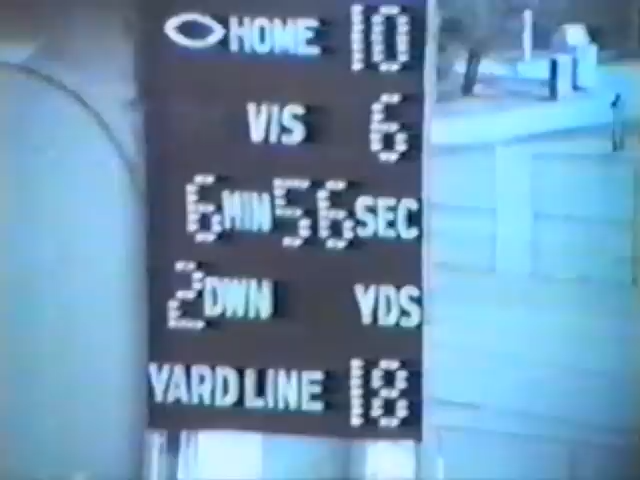 HOME 10
VIS 6
6 MIN 56 SEC
2 DWN YDS
YARD LINE 18